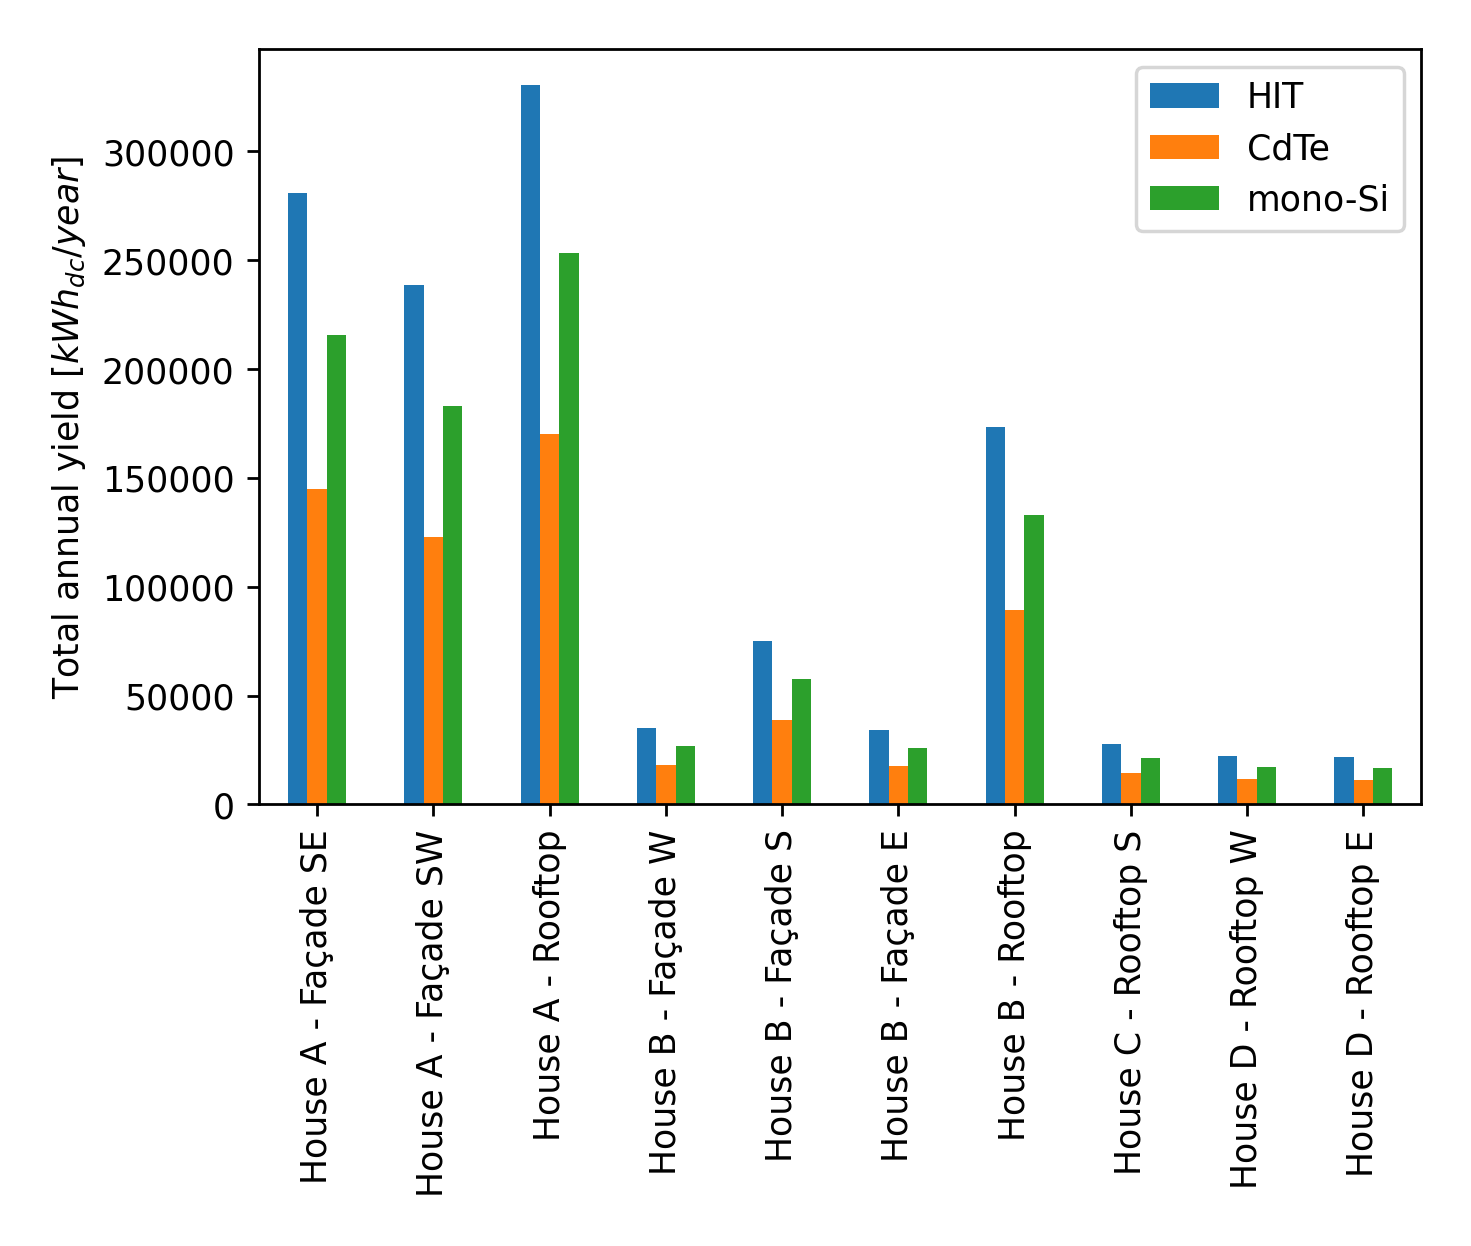 HIT
CdTe
mono-Si
Total annual yield [kWh_dc/year]
300000
250000
200000
150000
100000
50000
0
House A - Façade SE
House A - Façade SW
House A - Rooftop
House B - Façade W
House B - Façade S
House B - Façade E
House B - Rooftop
House C - Rooftop S
House D - Rooftop W
House D - Rooftop E